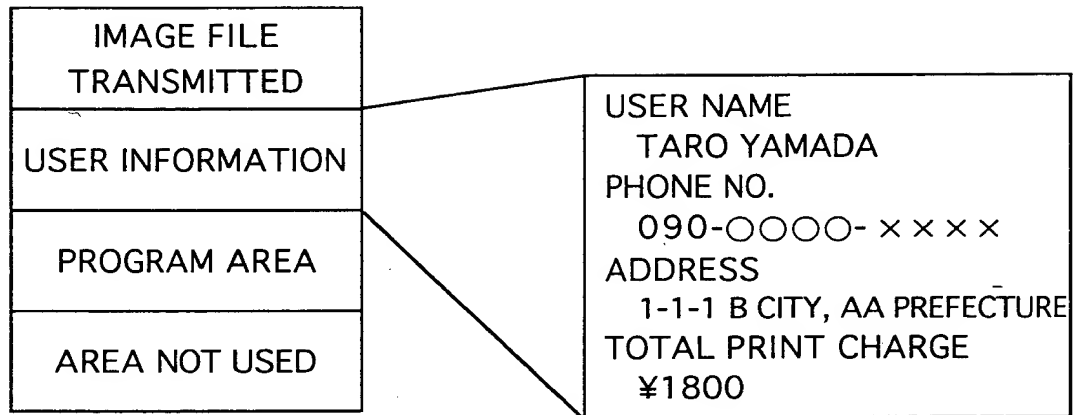 IMAGE FILE
TRANSMITTED
USER INFORMATION
PROGRAM AREA
AREA NOT USED
USER NAME
TARO YAMADA
PHONE NO.
090-○○○○-××××
ADDRESS
1-1-1 B CITY, AA PREFECTURE
TOTAL PRINT CHARGE
¥1800